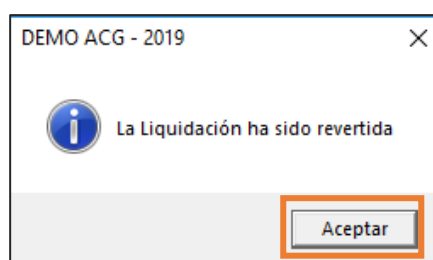 DEMO ACG - 2019
La Liquidación ha sido revertida
Aceptar